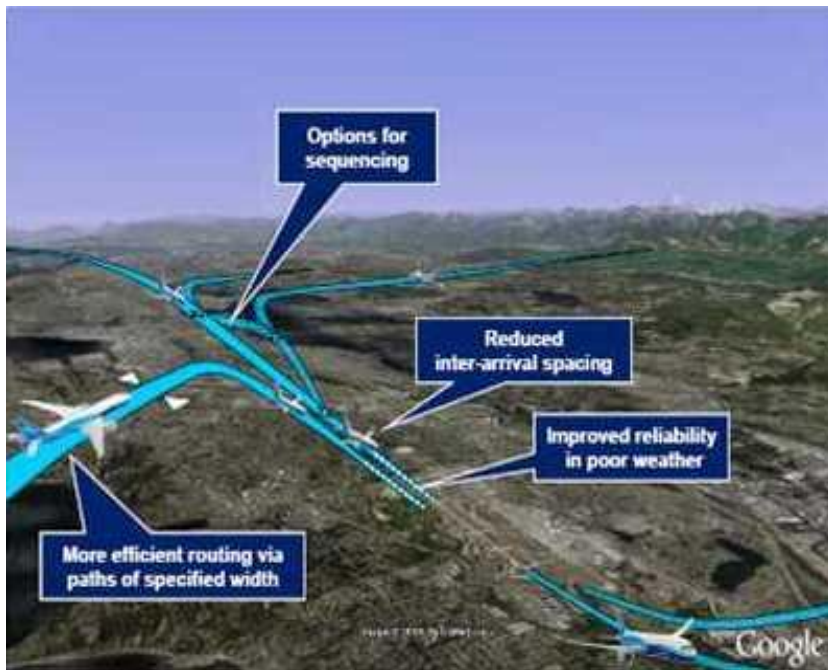 Options for
sequencing
Reduced
inter-arrival spacing
Improved reliability
in poor weather
More efficient routing via
paths of specified width
Google